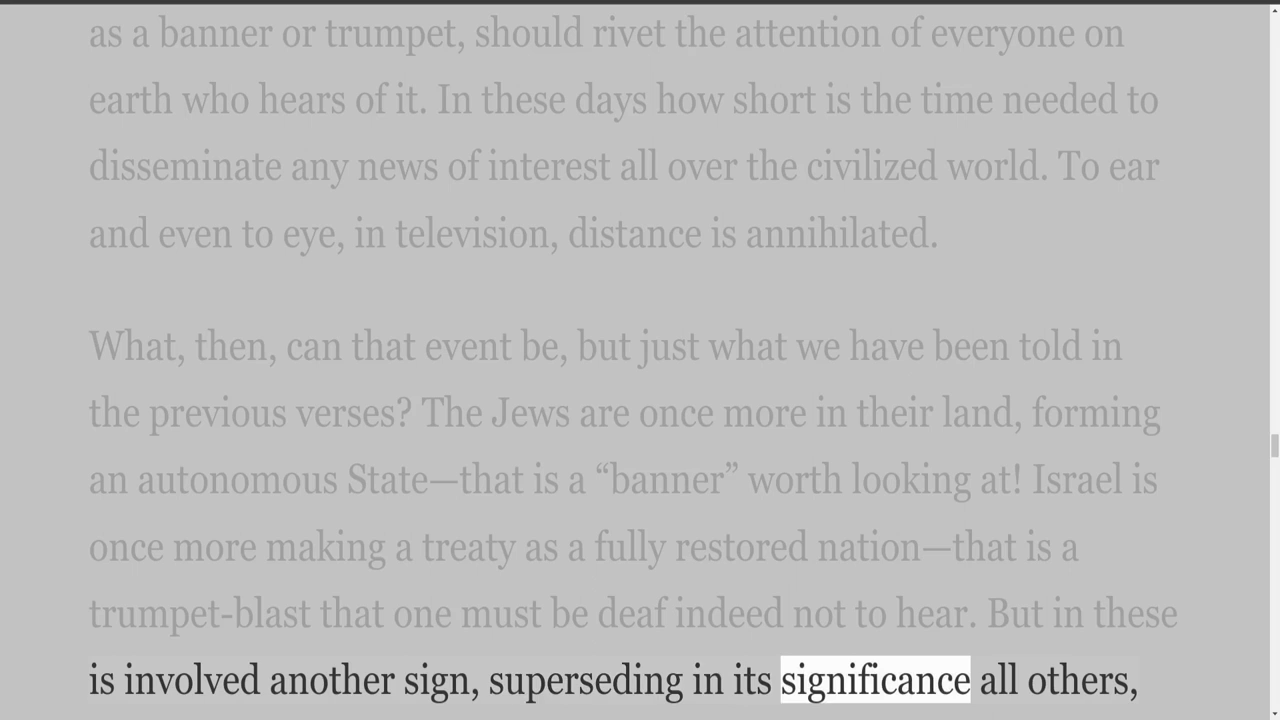 as a banner or trumpet, should rivet the attention of everyone on
earth who hears of it. In these days how short is the time needed to
disseminate any news of interest all over the civilized world. To ear
and even to eye, in television, distance is annihilated.
What, then, can that event be, but just what we have been told in
the previous verses? The Jews are once more in their land, forming
an autonomous State—that is a “banner” worth looking at! Israel is
once more making a treaty as a fully restored nation—that is a
trumpet-blast that one must be deaf indeed not to hear. But in these
is involved another sign, superseding in its significance all others,